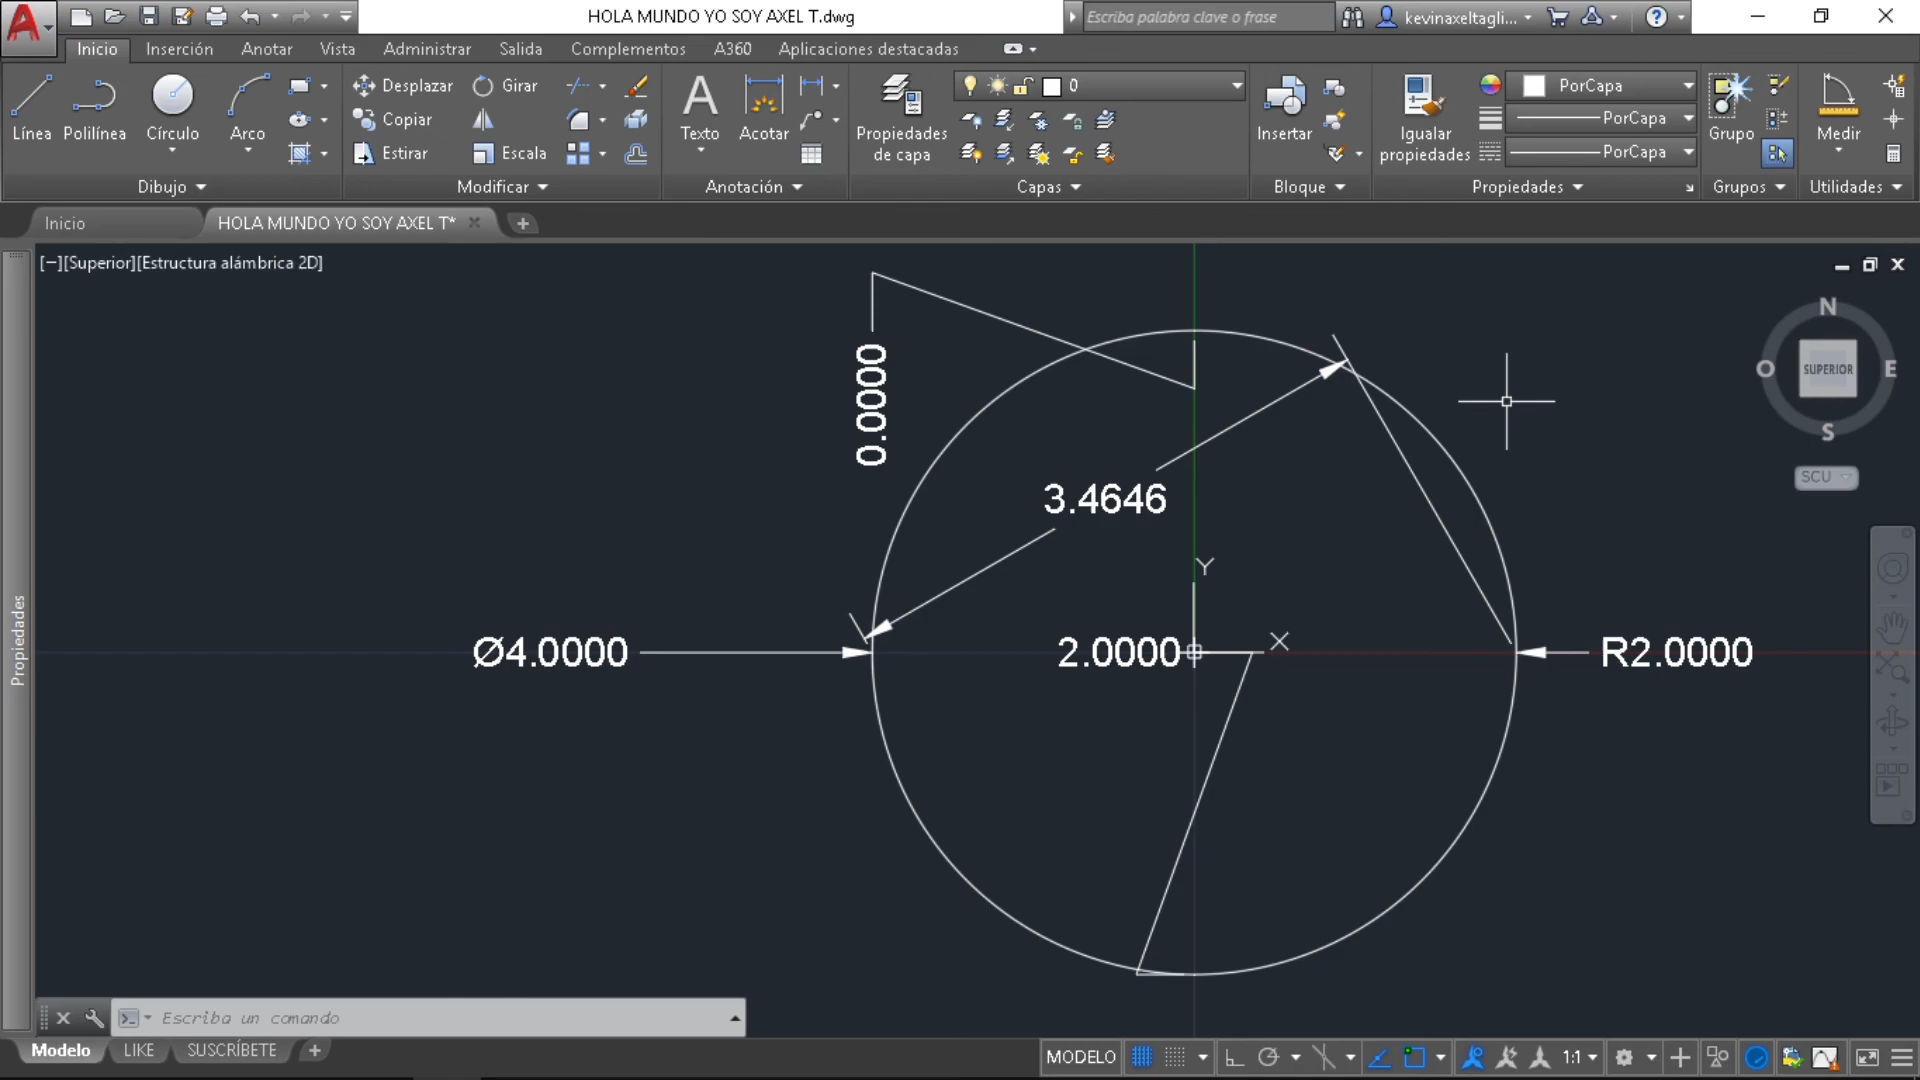 HOLA MUNDO YO SOY AXEL T.dwg
Escriba palabra clave o frase
kevinaxeltagli...
Inicio Inserción Anotar Vista Administrar Salida Complementos A360 Aplicaciones destacadas
Línea
Polilínea
Círculo
Arco
Desplazar
Girar
Copiar
Estirar
Escala
Texto
Acotar
Propiedades
de capa
0
Insertar
Igualar
propiedades
PorCapa
PorCapa
PorCapa
Grupo
Medir
Dibujo
Modificar
Anotación
Capas
Bloque
Propiedades
Grupos
Utilidades
Inicio
HOLA MUNDO YO SOY AXEL T*
[−][Superior][Estructura alámbrica 2D]
N
O
SUPERIOR
E
S
SCU
0.0000
3.4646
Y
X
Ø4.0000
2.0000
R2.0000
Propiedades
Escriba un comando
Modelo
LIKE
SUSCRÍBETE
MODELO
1:1